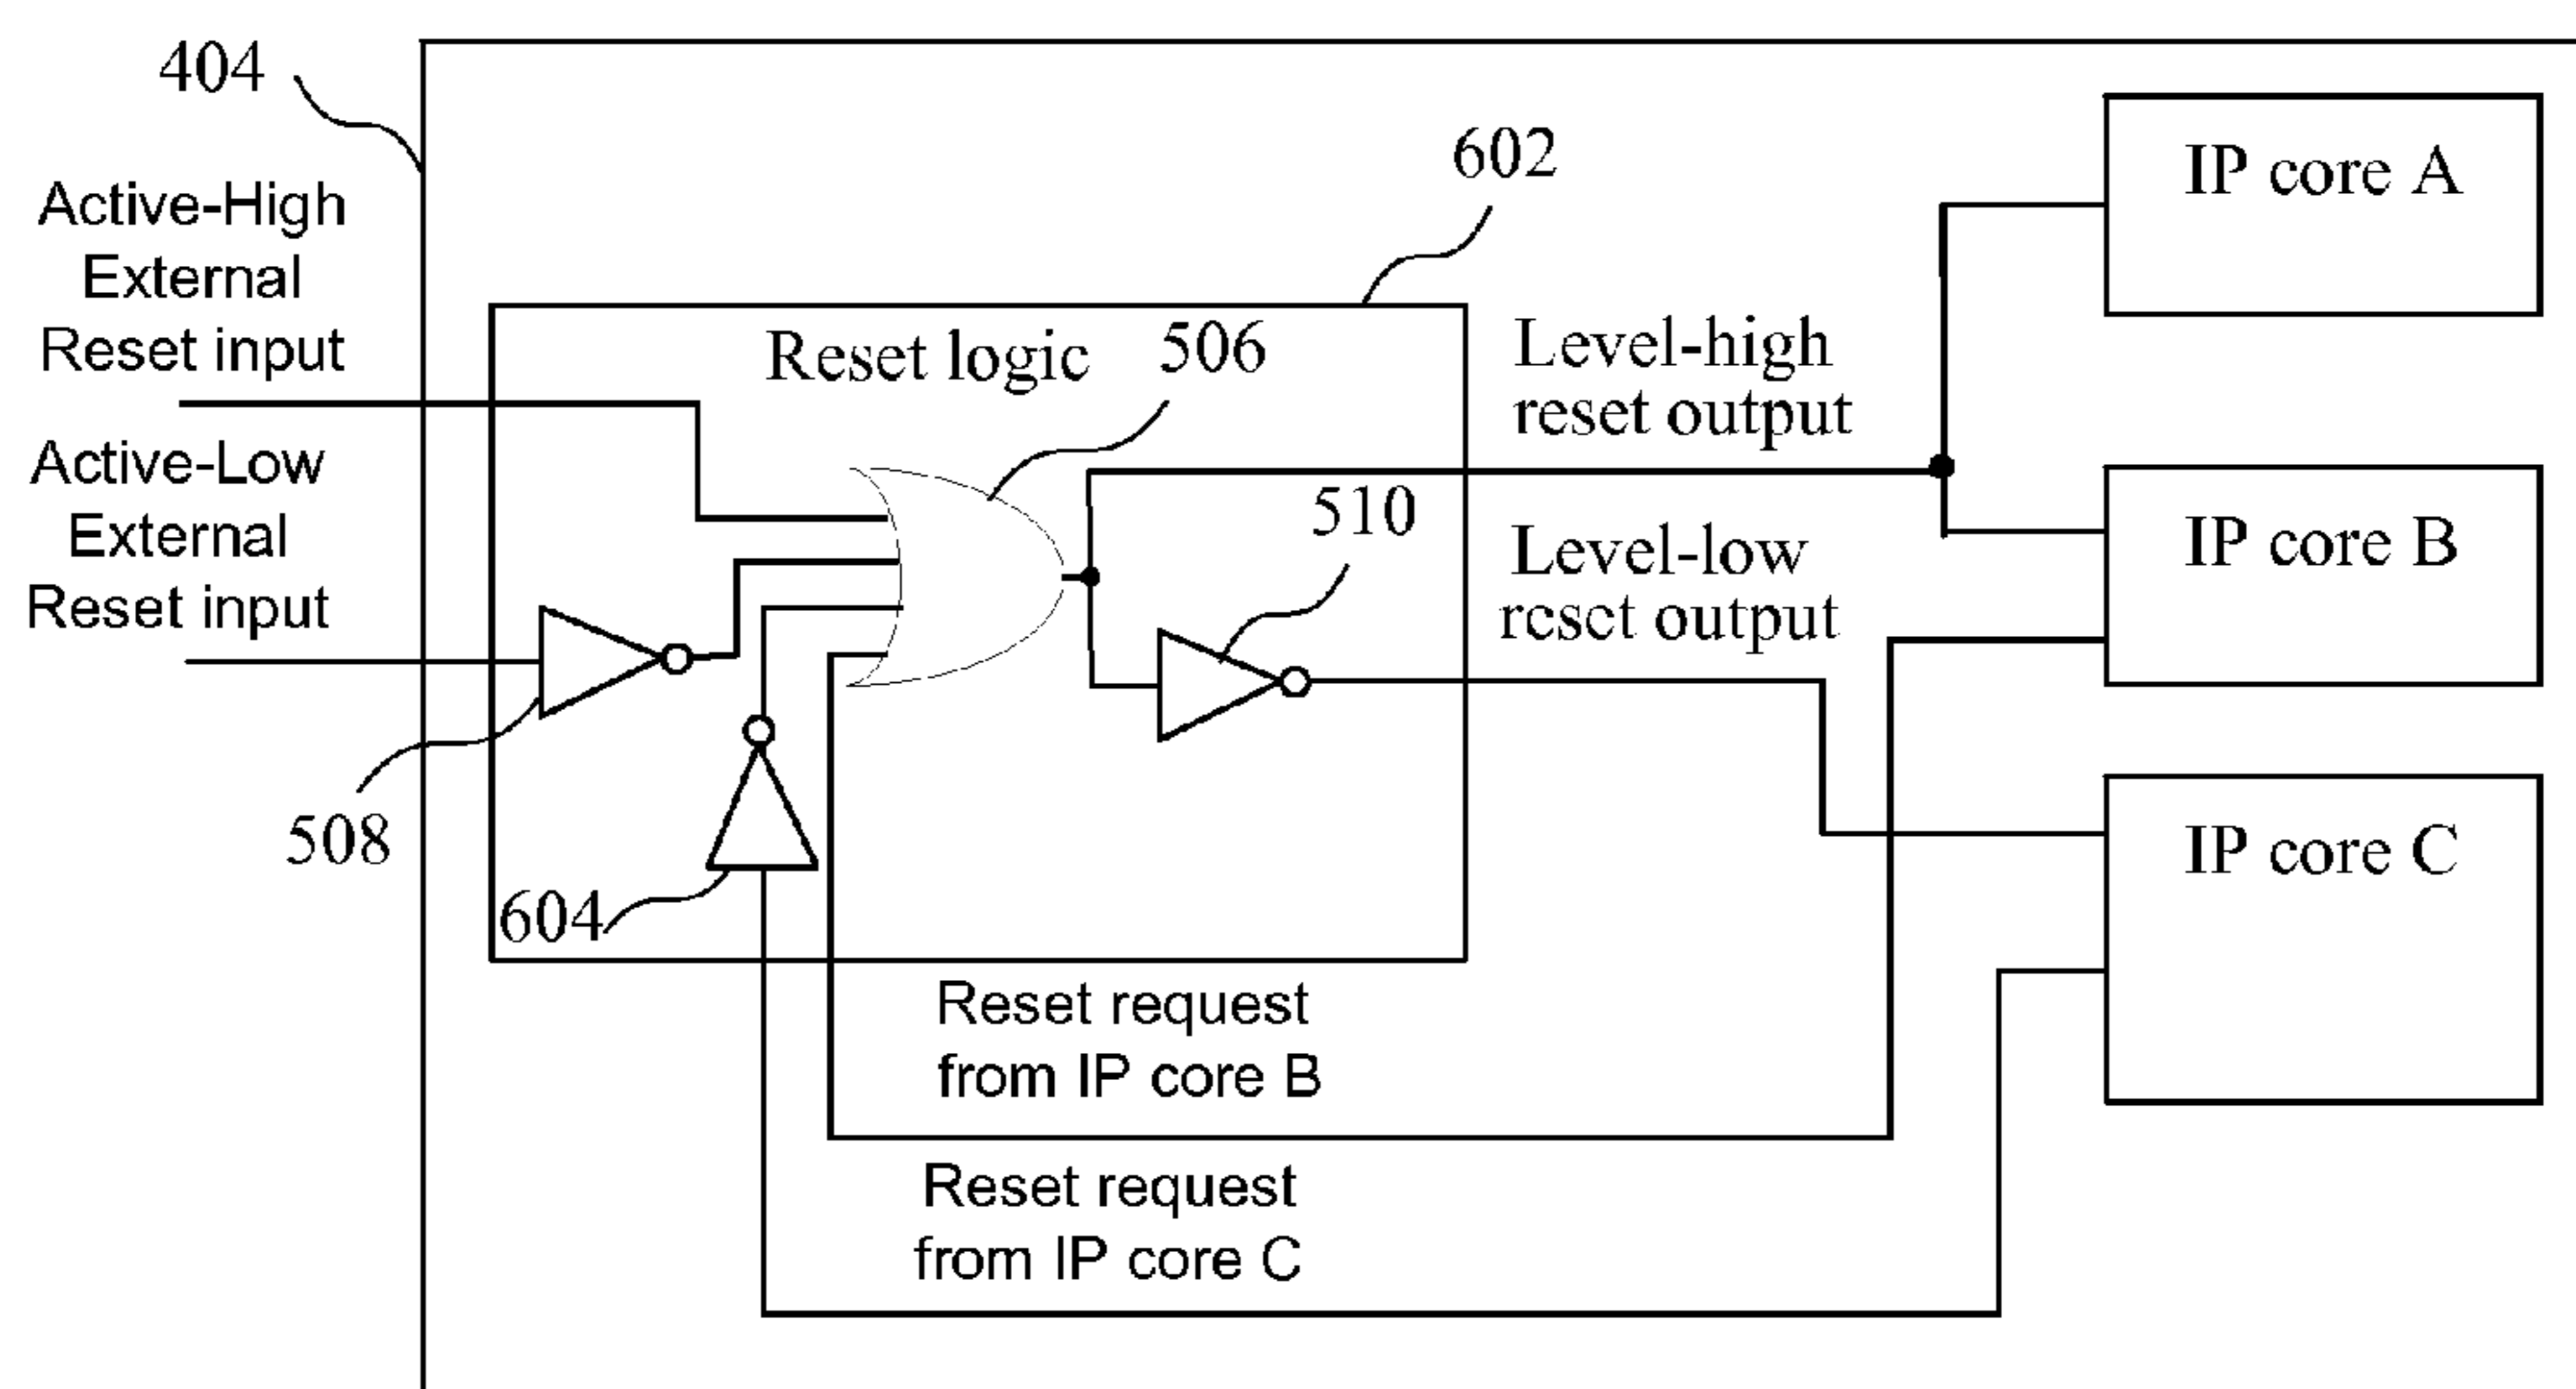 404
Active-High
External
Reset input
Active-Low
External
Reset input
508
602
Reset logic
506
510
604
Level-high
reset output
Level-low
reset output
IP core A
IP core B
IP core C
Reset request
from IP core B
Reset request
from IP core C